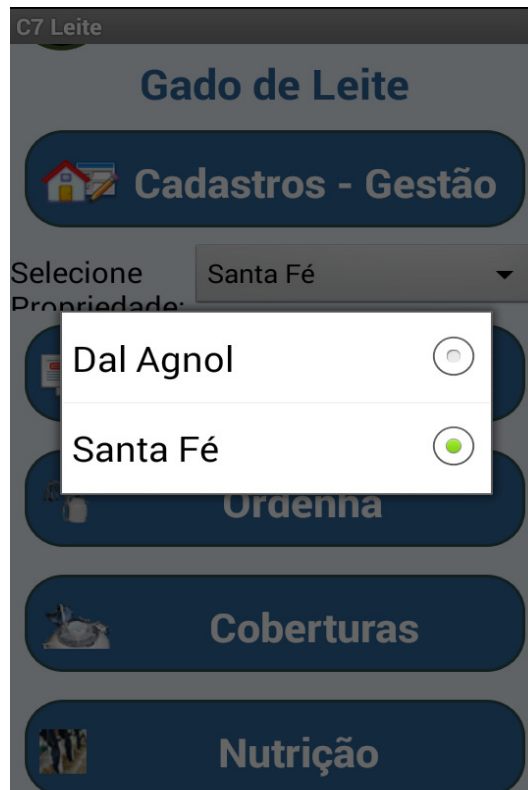 C7 Leite
Gado de Leite
Cadastros - Gestão
Selecione
Propriedade:
Santa Fé
Dal Agnol
Santa Fé
Ordenha
Coberturas
Nutrição